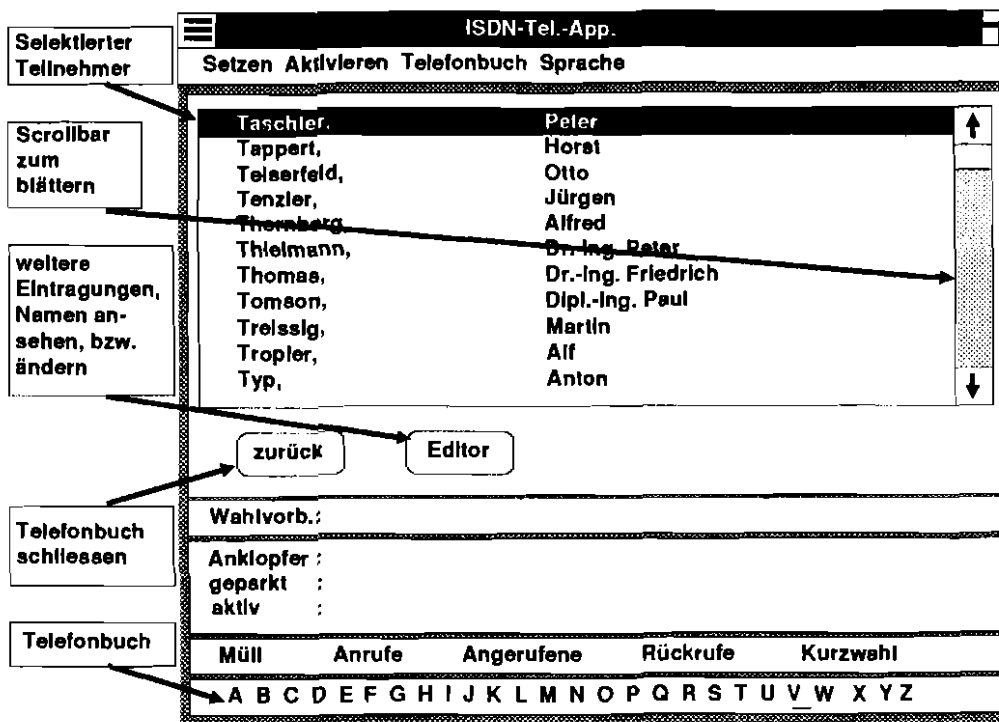 ISDN-Tel.-App.
Setzen Aktivieren Telefonbuch Sprache
Selektierter
Teilnehmer
Scrollbar
zum
blättern
weitere
Eintragungen,
Namen an-
sehen, bzw.
ändern
Telefonbuch
schliessen
Telefonbuch
Taschler, Peter
Tappert, Horst
Teiserfeld, Otto
Tenzler, Jürgen
Thernberg, Alfred
Thielmann, Dr.-Ing. Peter
Thomas, Dr.-Ing. Friedrich
Tomson, Dipl.-Ing. Paul
Treissig, Martin
Tropler, Alf
Typ, Anton
zurück Editor
Wahlvorb.:
Anklopfer :
geparkt :
aktiv :
Müll Anrufe Angerufene Rückrufe Kurzwahl
A B C D E F G H I J K L M N O P Q R S T U V_W X Y Z